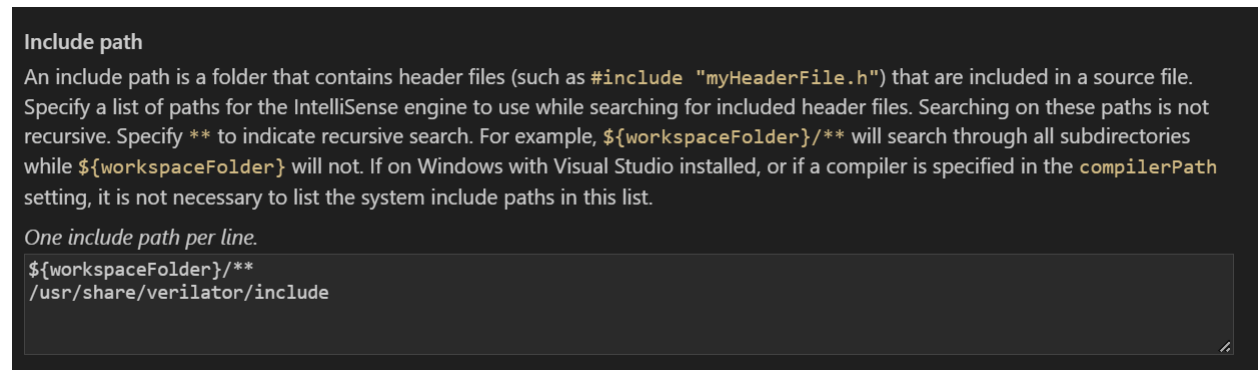 Include path
An include path is a folder that contains header files (such as #include "myHeaderFile.h") that are included in a source file.
Specify a list of paths for the IntelliSense engine to use while searching for included header files. Searching on these paths is not
recursive. Specify ** to indicate recursive search. For example, ${workspaceFolder}/** will search through all subdirectories
while ${workspaceFolder} will not. If on Windows with Visual Studio installed, or if a compiler is specified in the compilerPath
setting, it is not necessary to list the system include paths in this list.
One include path per line.
${workspaceFolder}/**
/usr/share/verilator/include